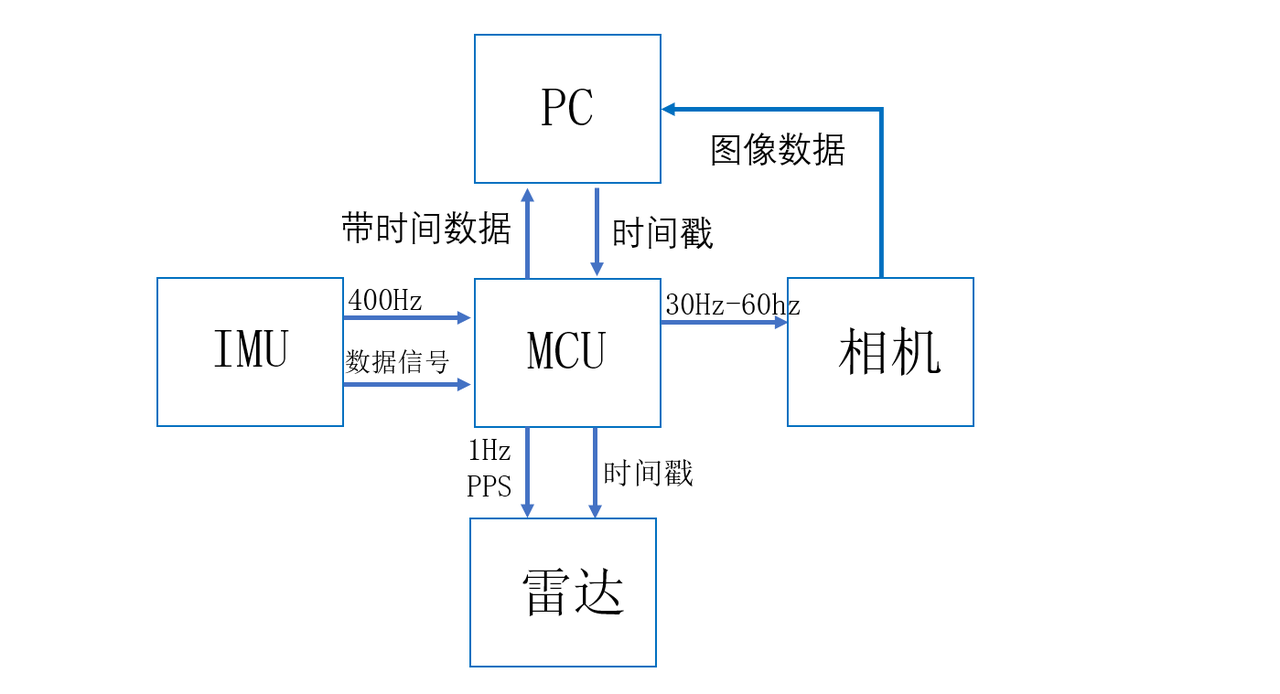 PC
图像数据
带时间数据
时间戳
400Hz
30Hz-60hz
IMU
MCU
相机
数据信号
1Hz
PPS
时间戳
雷达